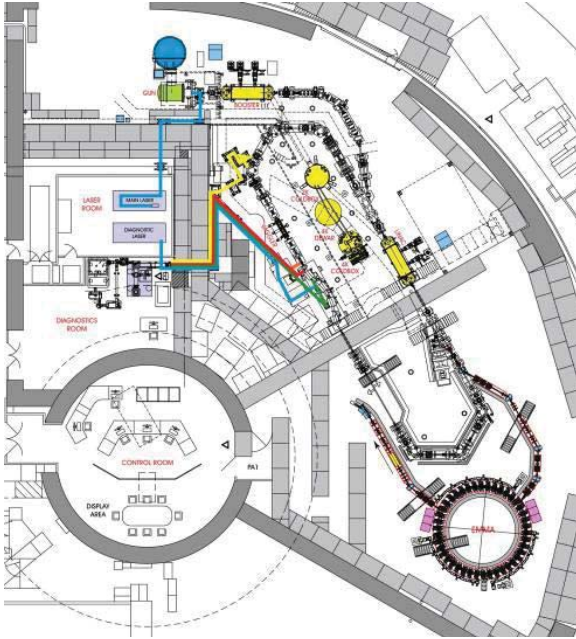 GUN
BOOSTER
MAIN LASER
LASER
ROOM
DIAGNOSTIC
LASER
COLDBOX
DEWAR
COLDBOX
DIAGNOSTICS
ROOM
CONTROL ROOM
PA1
DISPLAY
AREA
EMMA